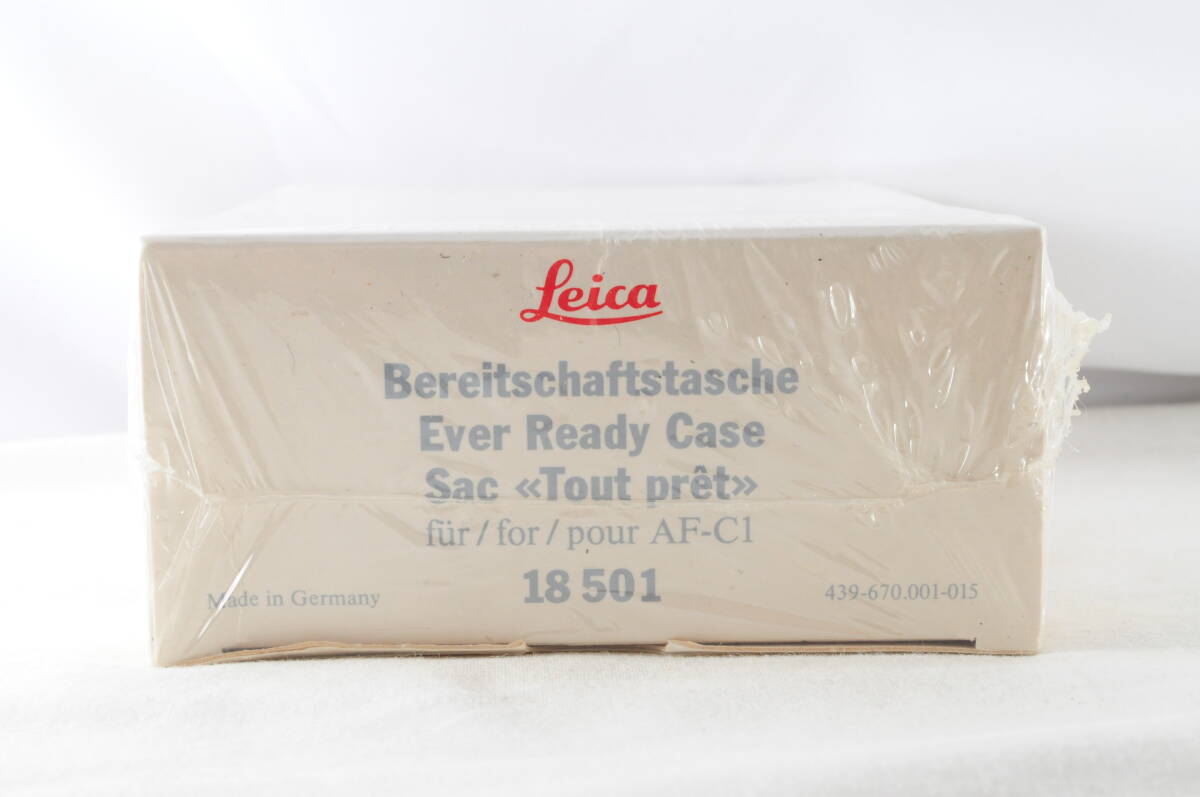 Leica
Bereitschaftstasche
Ever Ready Case
Sac «Tout prêt»
für / for / pour AF-C1
18 501
Made in Germany
439-670.001-015